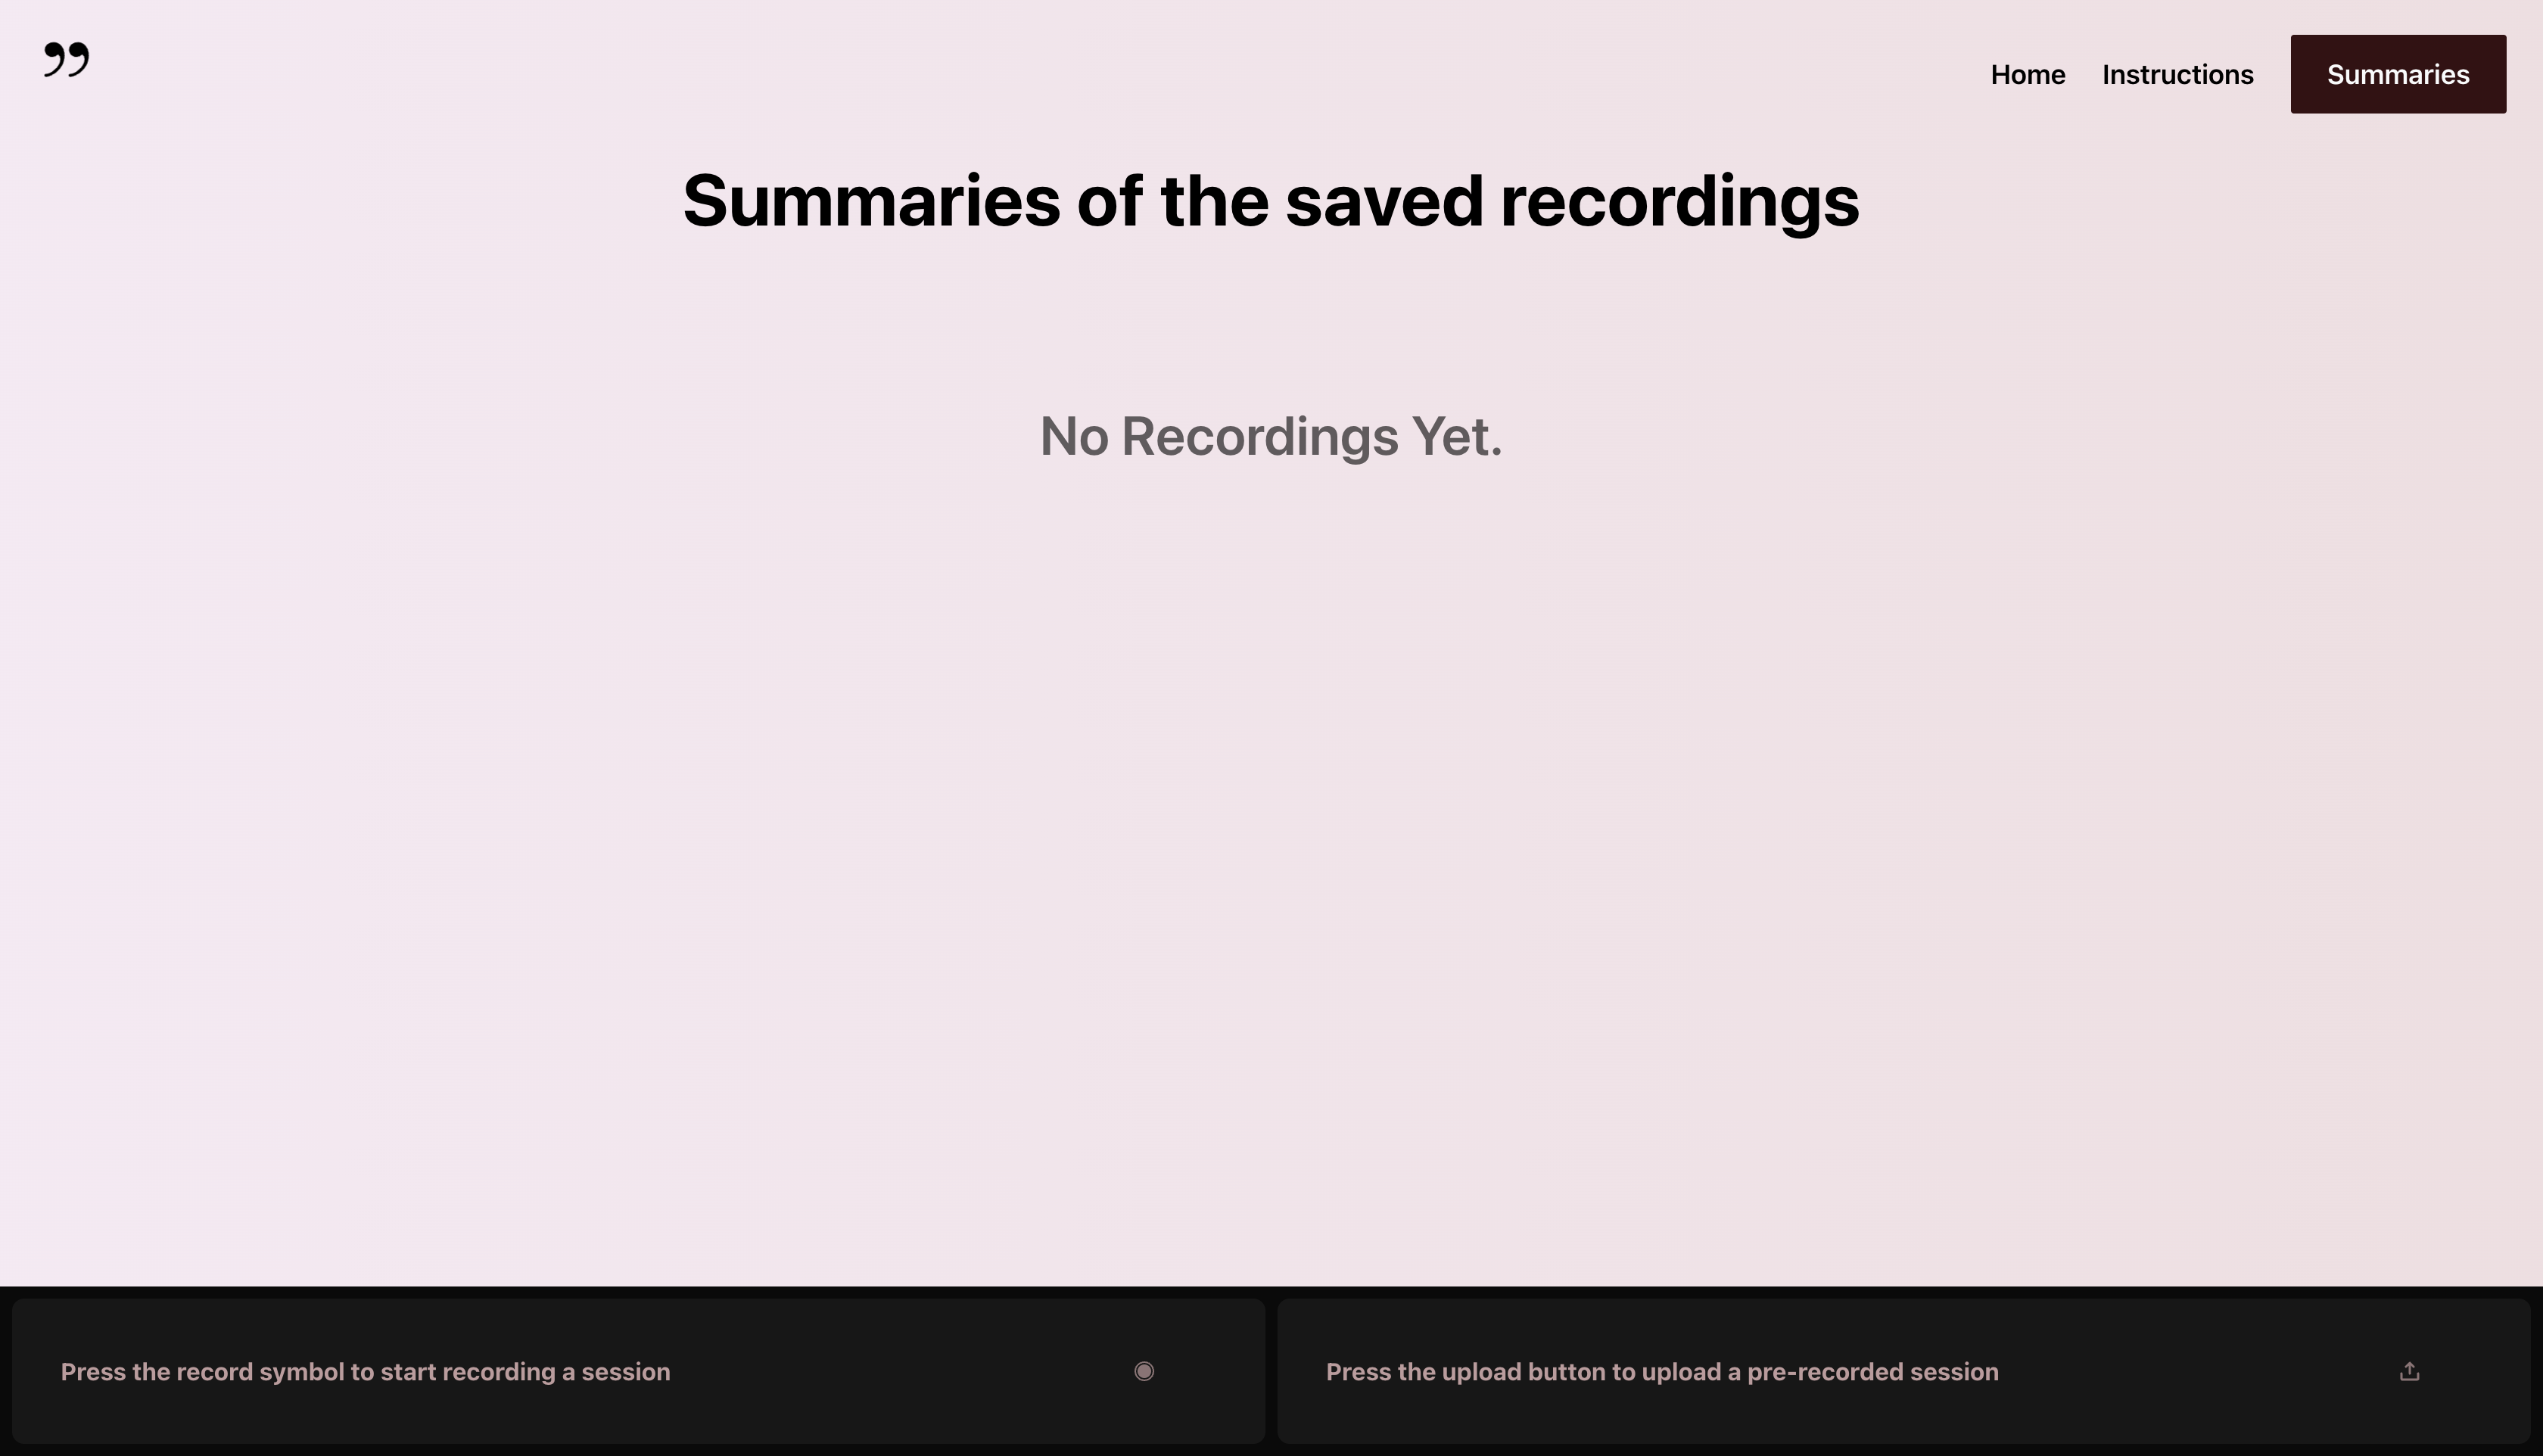 ”
Home Instructions Summaries
Summaries of the saved recordings
No Recordings Yet.
Press the record symbol to start recording a session
Press the upload button to upload a pre-recorded session